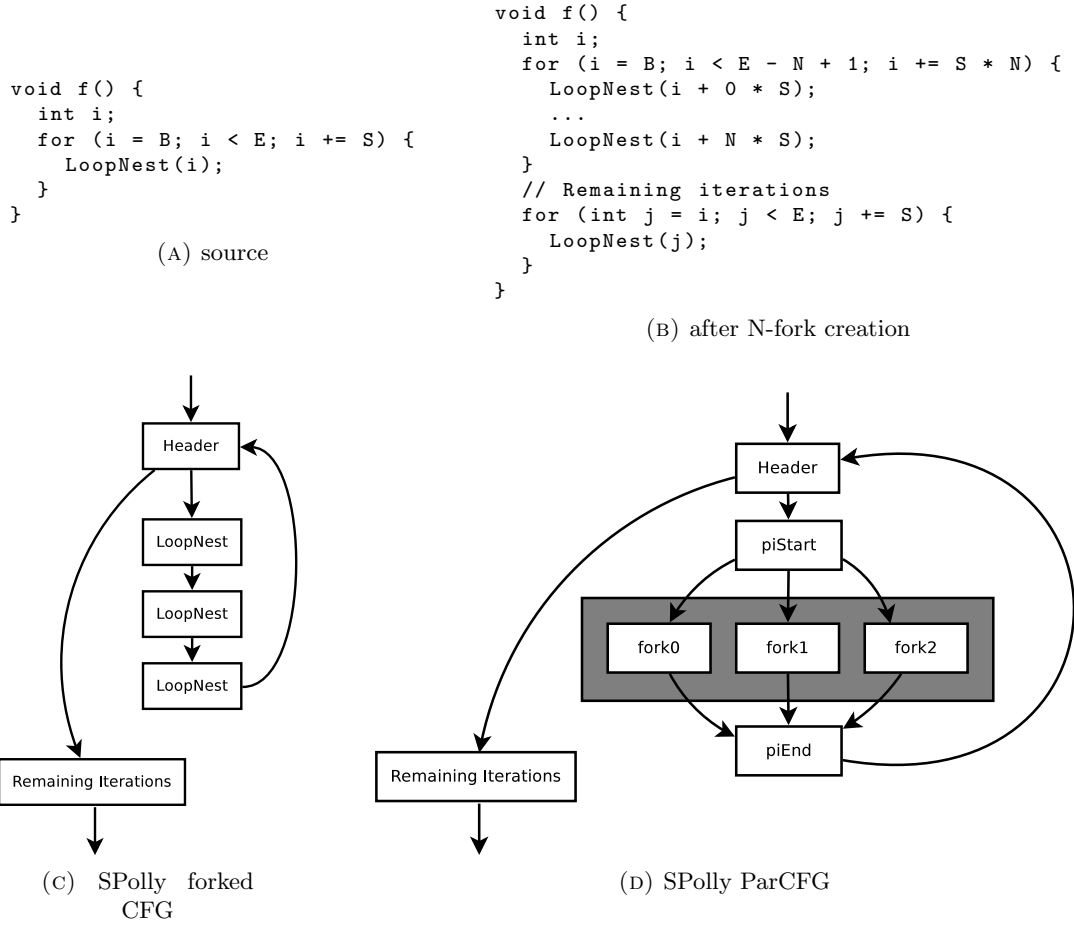 void f() {
  int i;
  for (i = B; i < E; i += S) {
    LoopNest(i);
  }
}
(A) source
void f() {
  int i;
  for (i = B; i < E - N + 1; i += S * N) {
    LoopNest(i + 0 * S);
    ...
    LoopNest(i + N * S);
  }
  // Remaining iterations
  for (int j = i; j < E; j += S) {
    LoopNest(j);
  }
}
(B) after N-fork creation
Header
LoopNest
LoopNest
LoopNest
Remaining Iterations
(C) SPolly forked
CFG
Header
piStart
fork0 fork1 fork2
piEnd
Remaining Iterations
(D) SPolly ParCFG